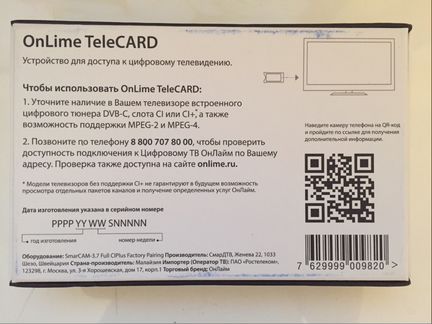 OnLime TeleCARD
Устройство для доступа к цифровому телевидению.
Чтобы использовать OnLime TeleCARD:
1. Уточните наличие в Вашем телевизоре встроенного
цифрового тюнера DVB-C, слота CI или CI+,* а также
возможность поддержки MPEG-2 и MPEG-4.
2. Позвоните по телефону 8 800 707 80 00, чтобы проверить
доступность подключения к Цифровому ТВ ОнЛайм по Вашему
адресу. Проверка также доступна на сайте onlime.ru.
* Модели телевизоров без поддержки CI+ не гарантируют в будущем возможность
просмотра отдельных пакетов каналов и получение определенных услуг ОнЛайм.
Дата изготовления указана в серийном номере
PPPP YY WW SNNNNN
год изготовления
номер недели
Наведите камеру телефона на QR-код
и пройдите по ссылке для получения
дополнительной информации.
Оборудование: SmarCAM-3.7 Full CIPlus Factory Pairing Производитель: СмарДТВ, Женева 22, 1033
Шезо, Швейцария Страна-производитель: Малайзия Импортер (Оператор ТВ): ПАО «Ростелеком»,
123298, г. Москва, ул. 3-я Хорошевская, дом 17, корп.1 Торговый бренд: ОнЛайм
7 629999 009820 >